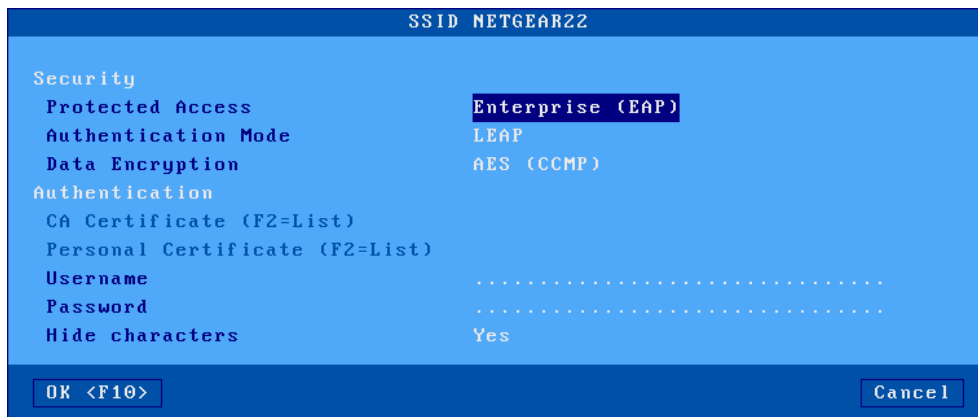 SSID NETGEAR22
Security
Protected Access Enterprise (EAP)
Authentication Mode LEAP
Data Encryption AES (CCMP)
Authentication
CA Certificate (F2=List)
Personal Certificate (F2=List)
Username ................................
Password ................................
Hide characters Yes
OK <F10> Cancel